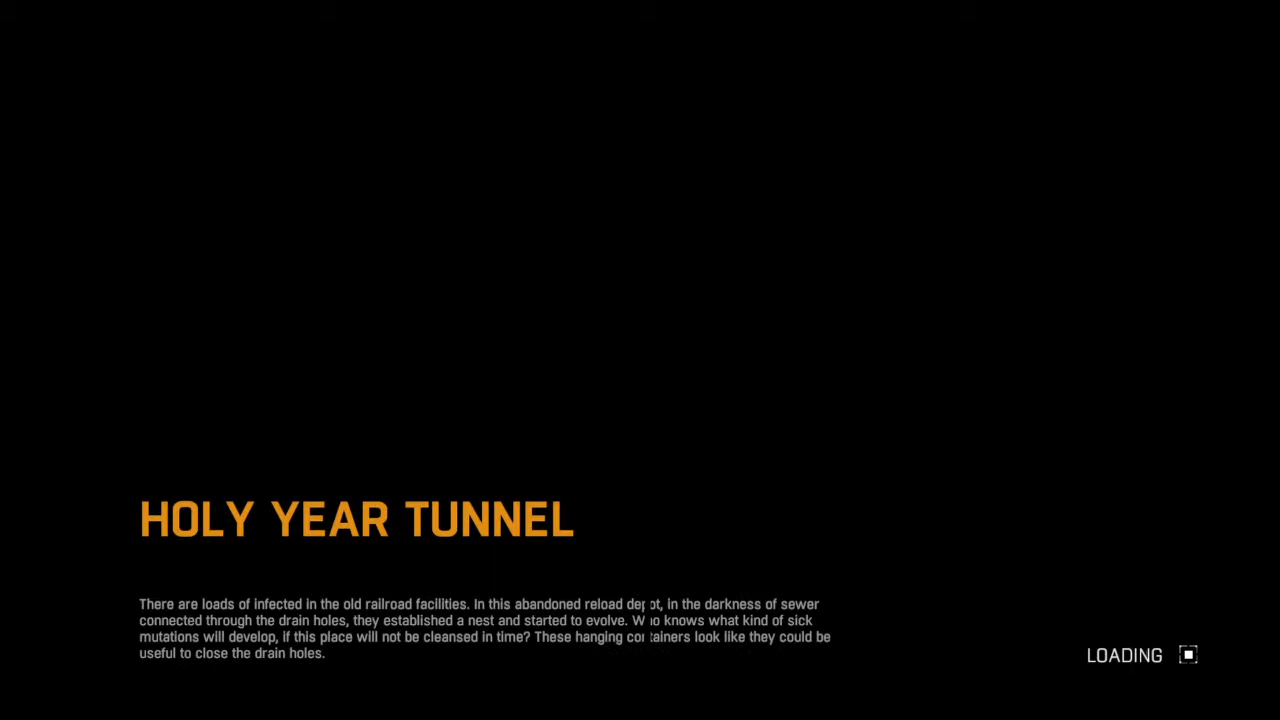 HOLY YEAR TUNNEL
There are loads of infected in the old railroad facilities. In this abandoned reload depot, in the darkness of sewer
connected through the drain holes, they established a nest and started to evolve. Who knows what kind of sick
mutations will develop, if this place will not be cleansed in time? These hanging containers look like they could be
useful to close the drain holes.
LOADING